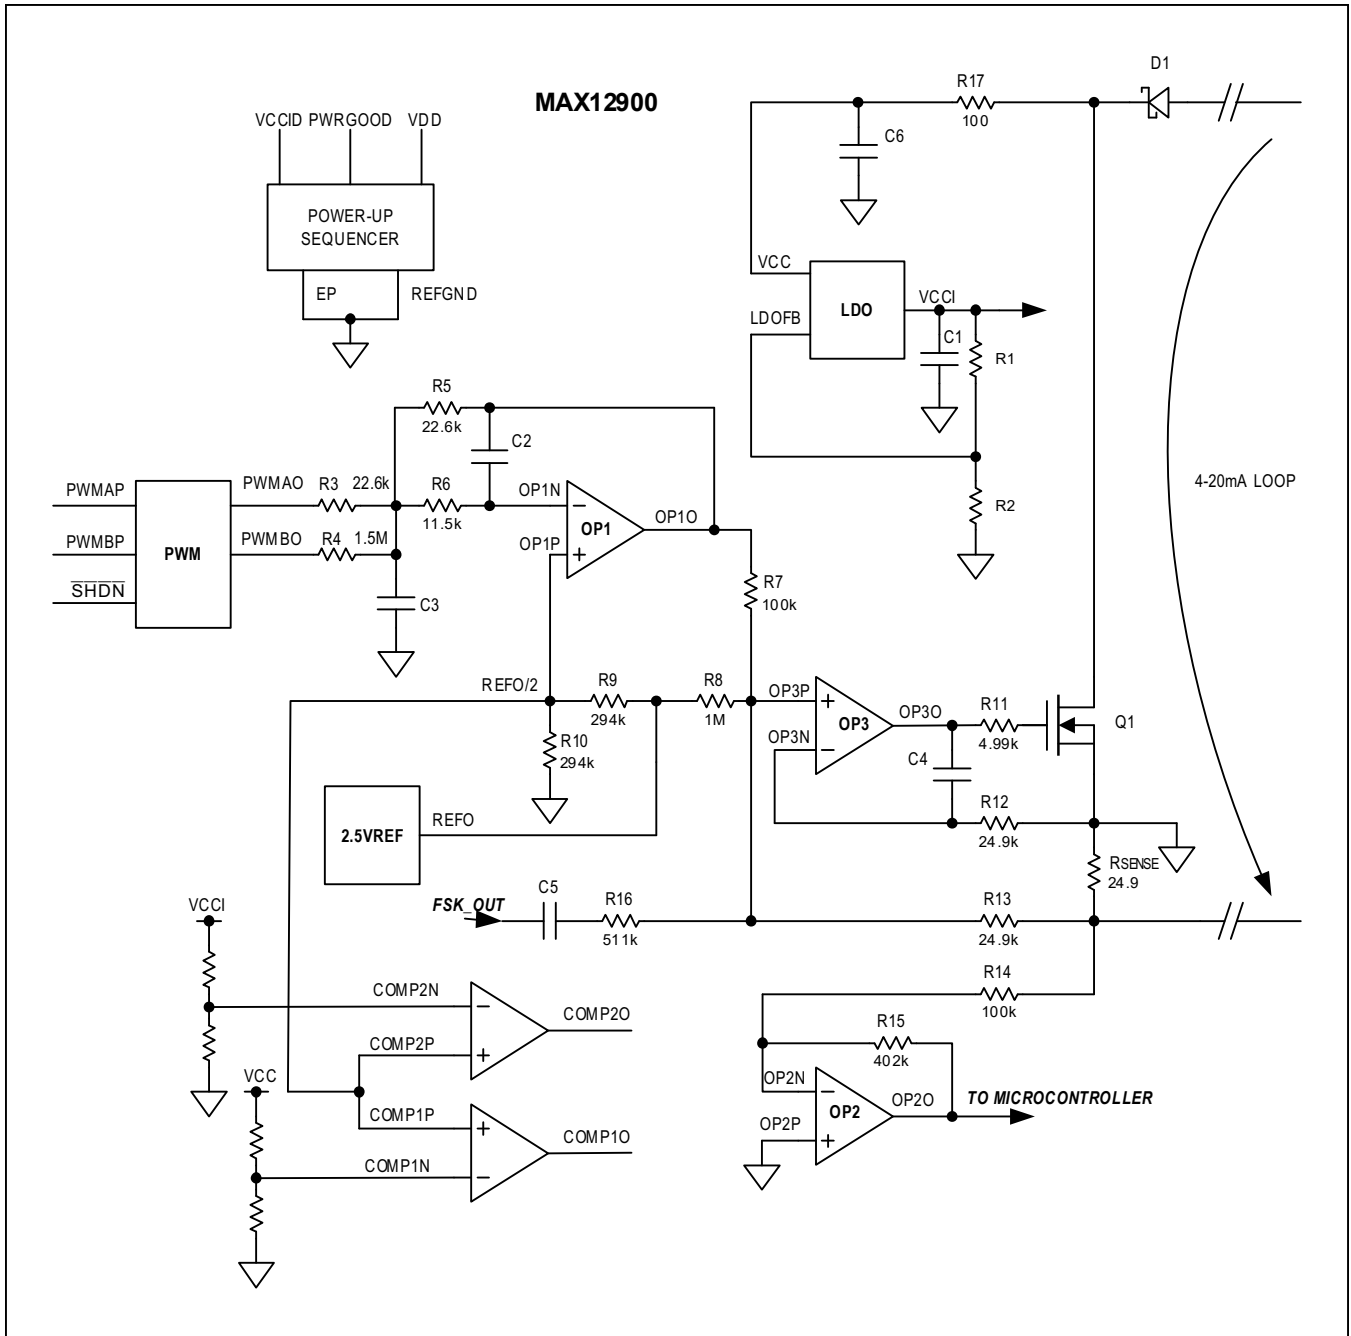 MAX12900
D1
R17
100
C6
VCCID PWRGOOD VDD
POWER-UP
SEQUENCER
EP
REFGND
VCC
LDOFB
LDO
VCCI
C1
R1
R2
4-20mA LOOP
R5
22.6k
C2
PWMAP
PWMBP
SHDN
PWM
PWMAO
PWMBO
R3
22.6k
R4
1.5M
R6
11.5k
C3
OP1N
OP1P
OP1
OP1O
R7
100k
REFO/2
R9
294k
R8
1M
R10
294k
OP3P
OP3N
OP3
OP3O
R11
4.99k
Q1
C4
R12
24.9k
RSENSE
24.9
2.5VREF
REFO
FSK_OUT
C5
R16
511k
R13
24.9k
R14
100k
R15
402k
VCCI
COMP2N
COMP2P
COMP2O
VCC
COMP1P
COMP1N
COMP1O
OP2N
OP2P
OP2
OP2O
TO MICROCONTROLLER